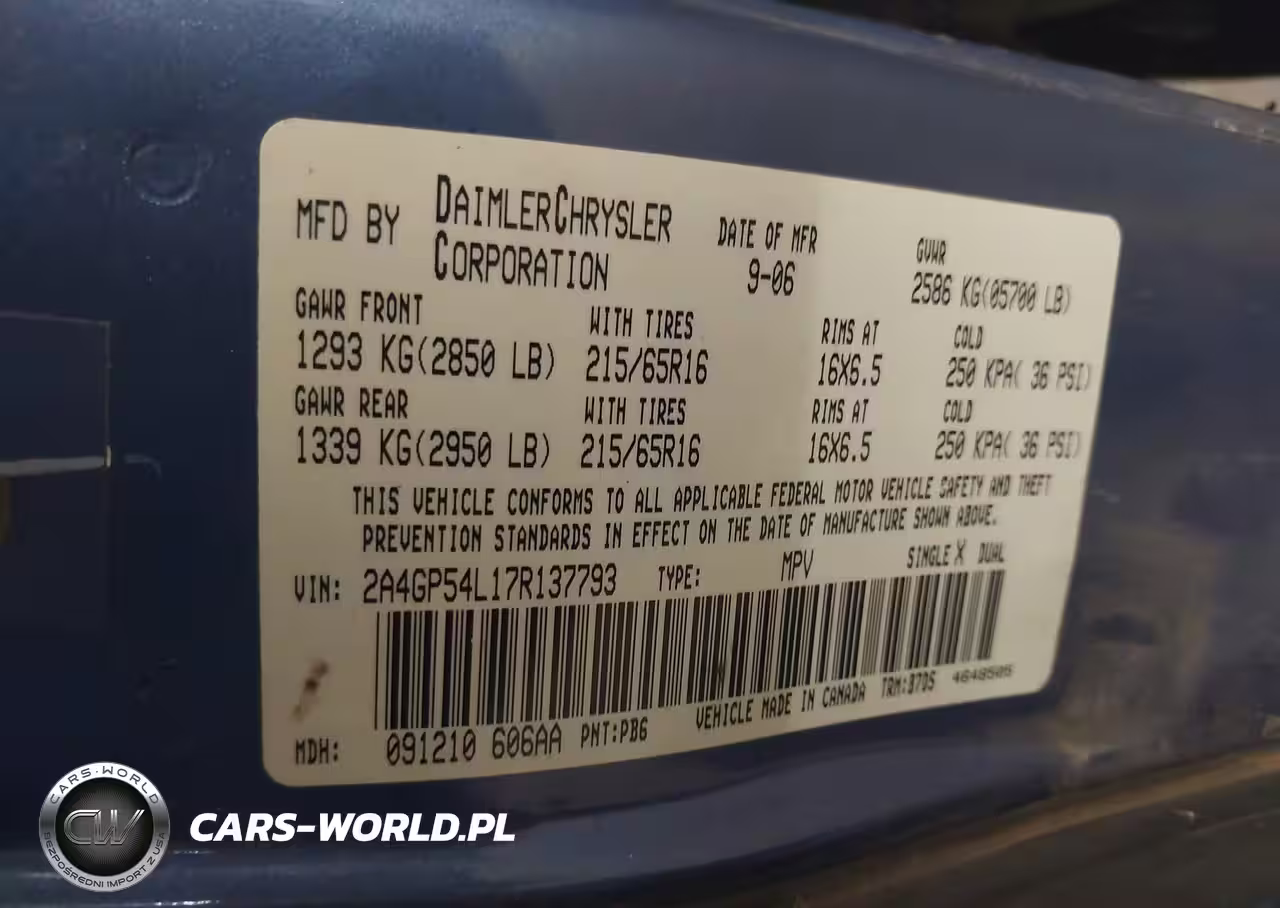 MFD BY DAIMLERCHRYSLER CORPORATION
DATE OF MFR 9-06
GVWR 2586 KG(05700 LB)
GAWR FRONT WITH TIRES RIMS AT COLD
1293 KG(2850 LB) 215/65R16 16X6.5 250 KPA( 36 PSI)
GAWR REAR WITH TIRES RIMS AT COLD
1339 KG(2950 LB) 215/65R16 16X6.5 250 KPA( 36 PSI)
THIS VEHICLE CONFORMS TO ALL APPLICABLE FEDERAL MOTOR VEHICLE SAFETY AND THEFT
PREVENTION STANDARDS IN EFFECT ON THE DATE OF MANUFACTURE SHOWN ABOVE.
VIN: 2A4GP54L17R137793 TYPE: MPV SINGLE X DUAL
MDH: 091210 606AA PNT:PB6 VEHICLE MADE IN CANADA TRM:B7D5 4648505
CARS-WORLD
CW
BEZPOŚREDNI IMPORT Z USA
CARS-WORLD.PL